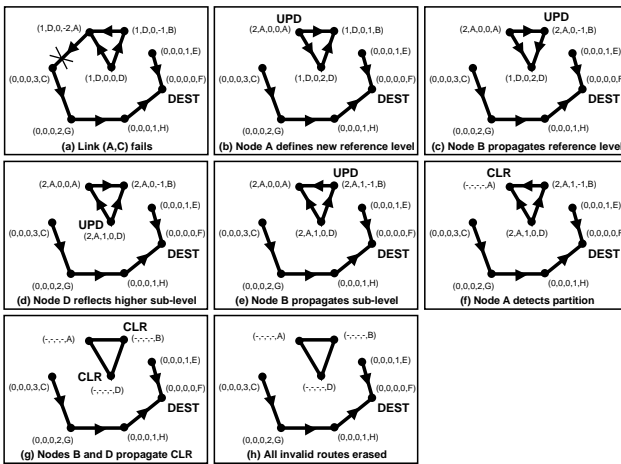 (1,D,0,-2,A)
(1,D,0,-1,B)
(0,0,0,1,E)
(0,0,0,3,C)
(1,D,0,0,D)
(0,0,0,0,F)
DEST
(0,0,0,2,G)
(0,0,0,1,H)
(a) Link (A,C) fails
UPD
(2,A,0,0,A)
(1,D,0,-1,B)
(0,0,0,1,E)
(0,0,0,3,C)
(1,D,0,2,D)
(0,0,0,0,F)
DEST
(0,0,0,2,G)
(0,0,0,1,H)
(b) Node A defines new reference level
UPD
(2,A,0,0,A)
(2,A,0,-1,B)
(0,0,0,1,E)
(0,0,0,3,C)
(1,D,0,2,D)
(0,0,0,0,F)
DEST
(0,0,0,2,G)
(0,0,0,1,H)
(c) Node B propagates reference level
(2,A,0,0,A)
(2,A,0,-1,B)
(0,0,0,1,E)
(0,0,0,3,C)
UPD
(2,A,1,0,D)
(0,0,0,0,F)
DEST
(0,0,0,2,G)
(0,0,0,1,H)
(d) Node D reflects higher sub-level
UPD
(2,A,0,0,A)
(2,A,1,-1,B)
(0,0,0,1,E)
(0,0,0,3,C)
(2,A,1,0,D)
(0,0,0,0,F)
DEST
(0,0,0,2,G)
(0,0,0,1,H)
(e) Node B propagates sub-level
CLR
(-,-,-,-,A)
(2,A,1,-1,B)
(0,0,0,1,E)
(0,0,0,3,C)
(2,A,1,0,D)
(0,0,0,0,F)
DEST
(0,0,0,2,G)
(0,0,0,1,H)
(f) Node A detects partition
CLR
(-,-,-,-,A)
(-,-,-,-,B)
(0,0,0,1,E)
(0,0,0,3,C)
CLR
(-,-,-,-,D)
(0,0,0,0,F)
DEST
(0,0,0,2,G)
(0,0,0,1,H)
(g) Nodes B and D propagate CLR
(-,-,-,-,A)
(-,-,-,-,B)
(0,0,0,1,E)
(0,0,0,3,C)
(-,-,-,-,D)
(0,0,0,0,F)
DEST
(0,0,0,2,G)
(0,0,0,1,H)
(h) All invalid routes erased